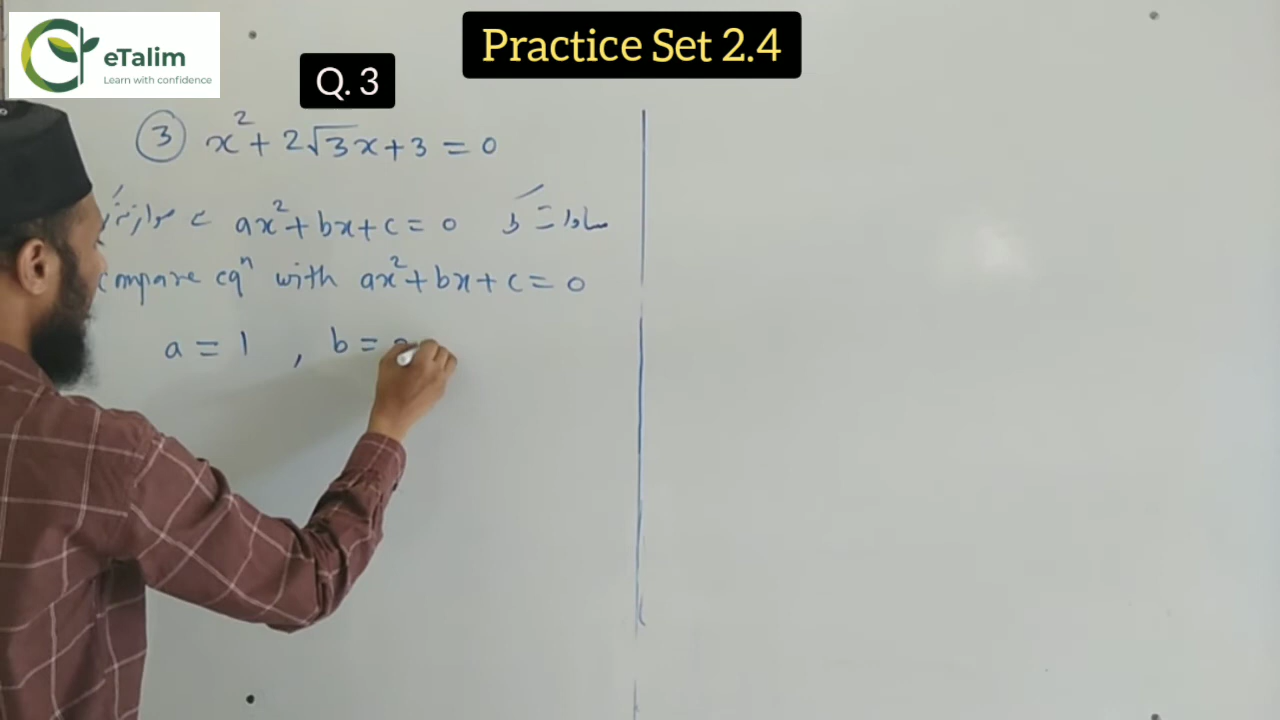 eTalim
Learn with confidence
Practice Set 2.4
Q. 3
③ x² + 2√3x + 3 = 0
ax² + bx + c = 0
compare eqⁿ with ax² + bx + c = 0
a = 1 , b =